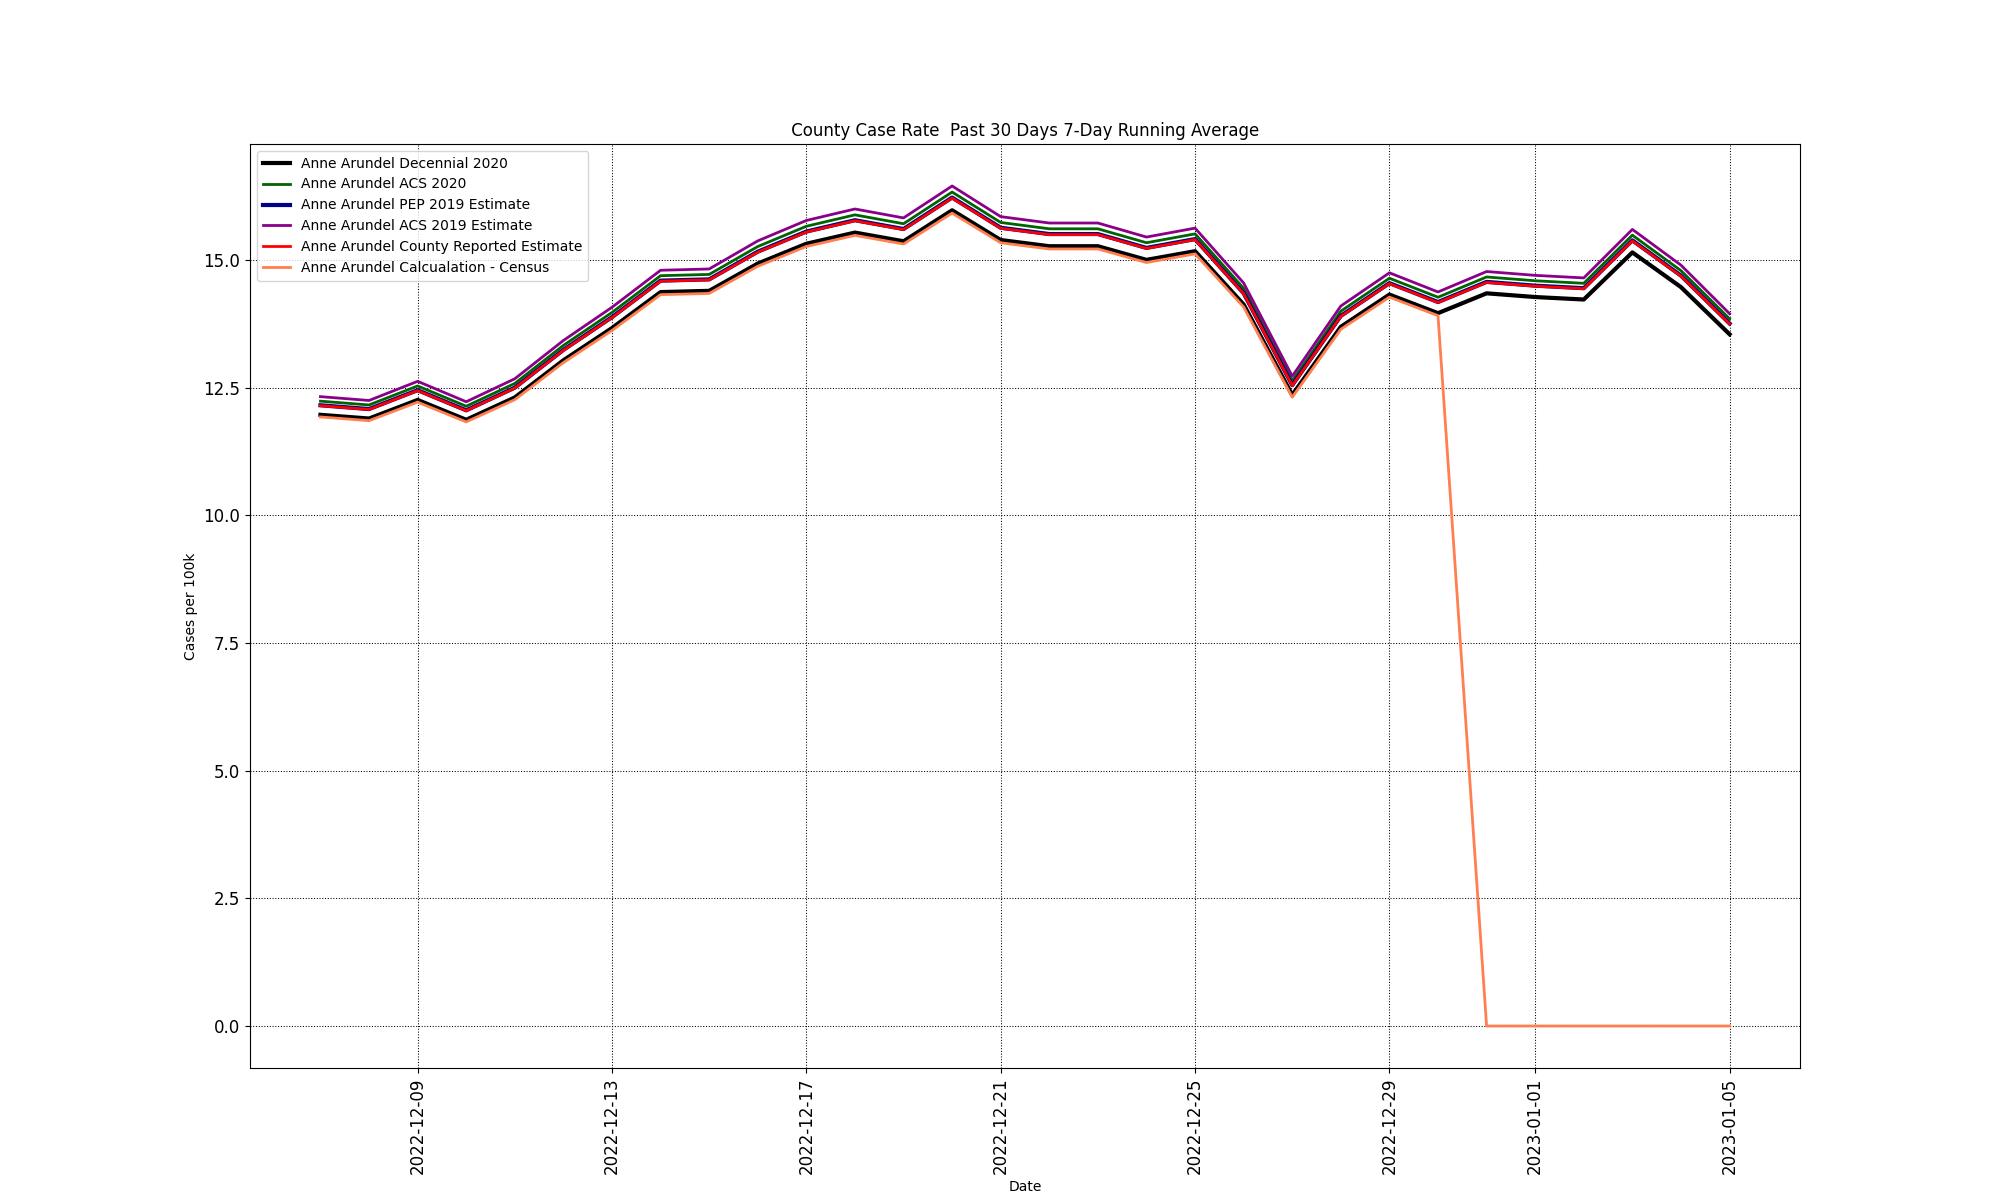 County Case Rate  Past 30 Days 7-Day Running Average
Anne Arundel Decennial 2020
Anne Arundel ACS 2020
Anne Arundel PEP 2019 Estimate
Anne Arundel ACS 2019 Estimate
Anne Arundel County Reported Estimate
Anne Arundel Calcualation - Census
15.0
12.5
10.0
7.5
5.0
2.5
0.0
Cases per 100k
2022-12-09
2022-12-13
2022-12-17
2022-12-21
2022-12-25
2022-12-29
2023-01-01
2023-01-05
Date